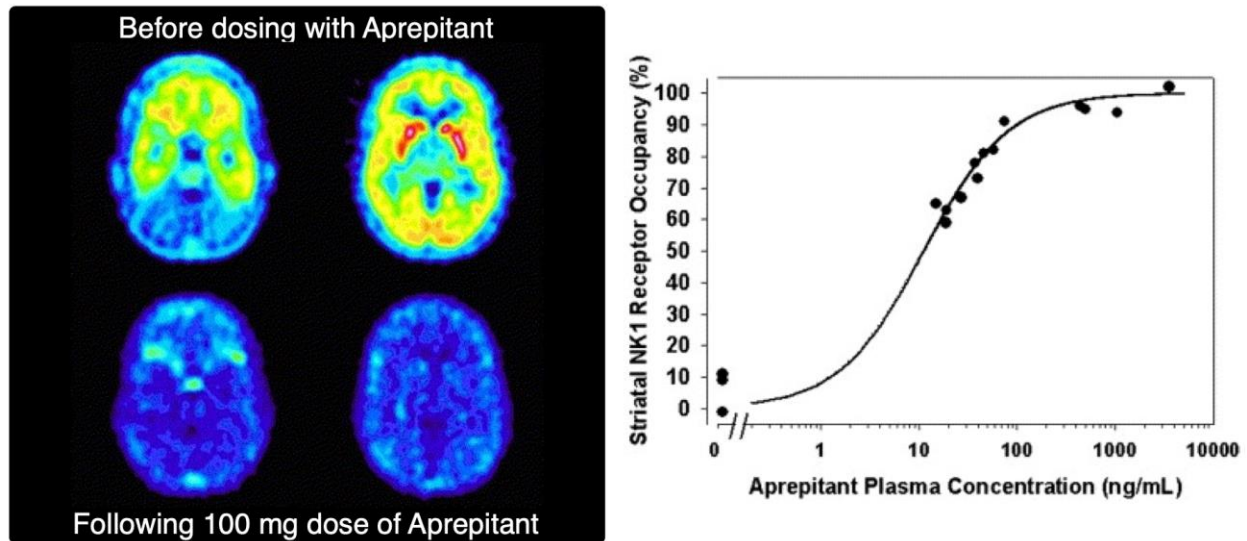 Before dosing with Aprepitant
Following 100 mg dose of Aprepitant
Striatal NK1 Receptor Occupancy (%)
100
90
80
70
60
50
40
30
20
10
0
0 1 10 100 1000 10000
Aprepitant Plasma Concentration (ng/mL)